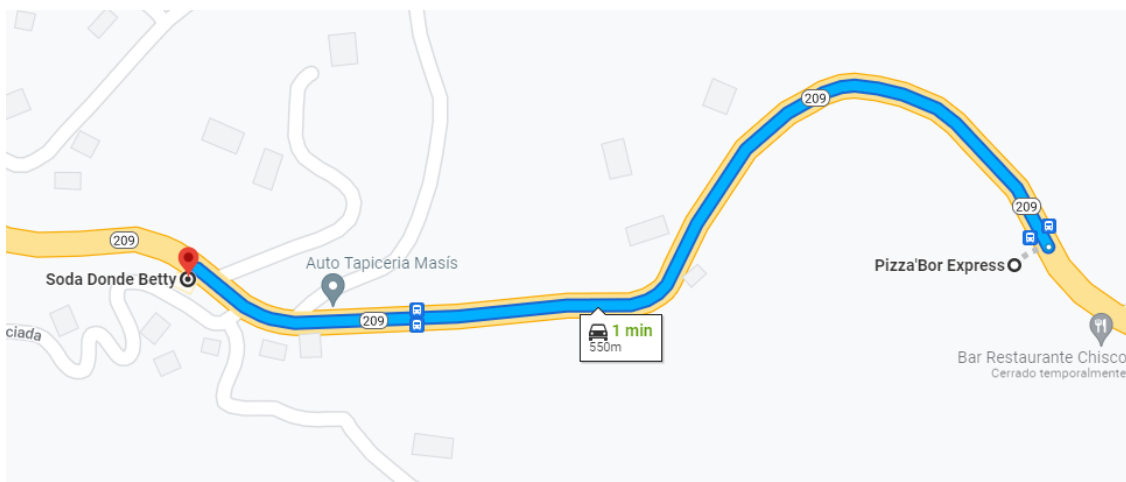 209
209
209
Pizza'Bor Express
Auto Tapiceria Masís
Soda Donde Betty
209
1 min
550m
ciada
Bar Restaurante Chisco
Cerrado temporalmente